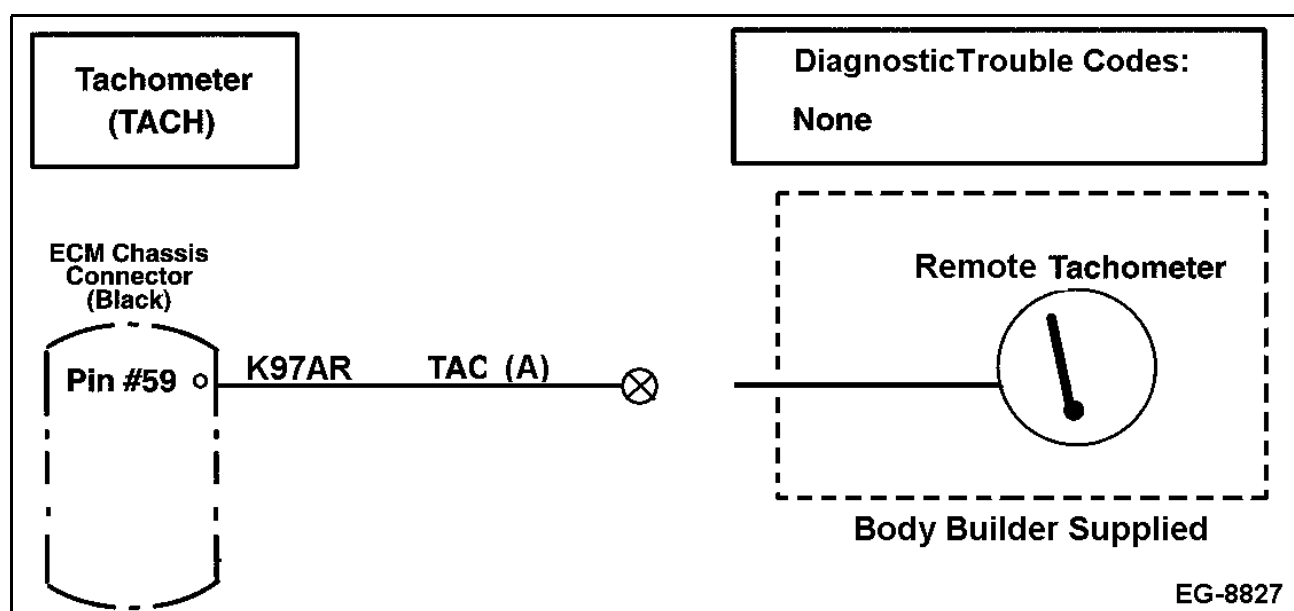 Tachometer
(TACH)
DiagnosticTrouble Codes:
None
ECM Chassis
Connector
(Black)
Pin #59
K97AR
TAC (A)
Remote Tachometer
Body Builder Supplied
EG-8827